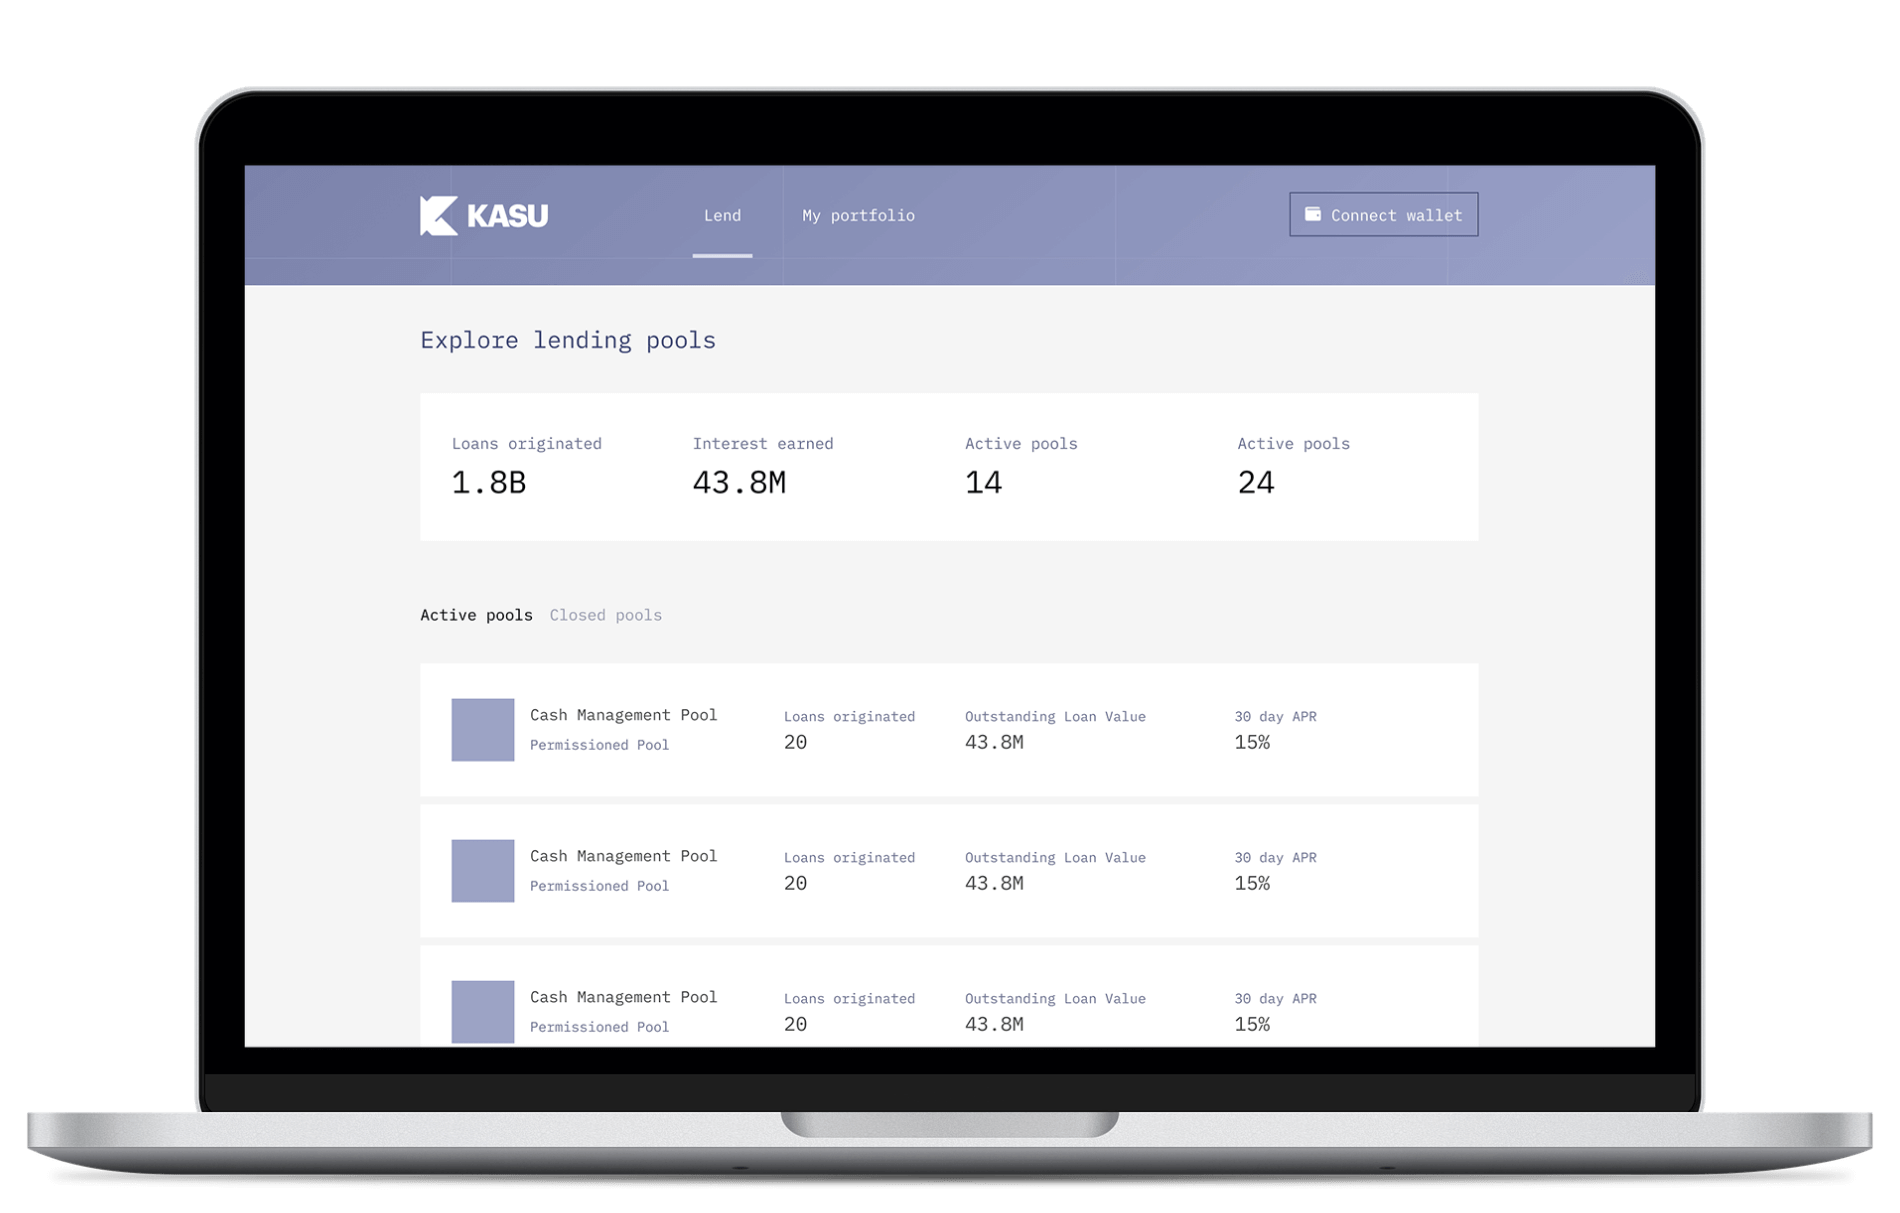 KASU
Lend
My portfolio
Connect wallet
Explore lending pools
Loans originated
Interest earned
Active pools
Active pools
1.8B
43.8M
14
24
Active pools
Closed pools
Cash Management Pool
Permissioned Pool
Loans originated
20
Outstanding Loan Value
43.8M
30 day APR
15%
Cash Management Pool
Permissioned Pool
Loans originated
20
Outstanding Loan Value
43.8M
30 day APR
15%
Cash Management Pool
Permissioned Pool
Loans originated
20
Outstanding Loan Value
43.8M
30 day APR
15%